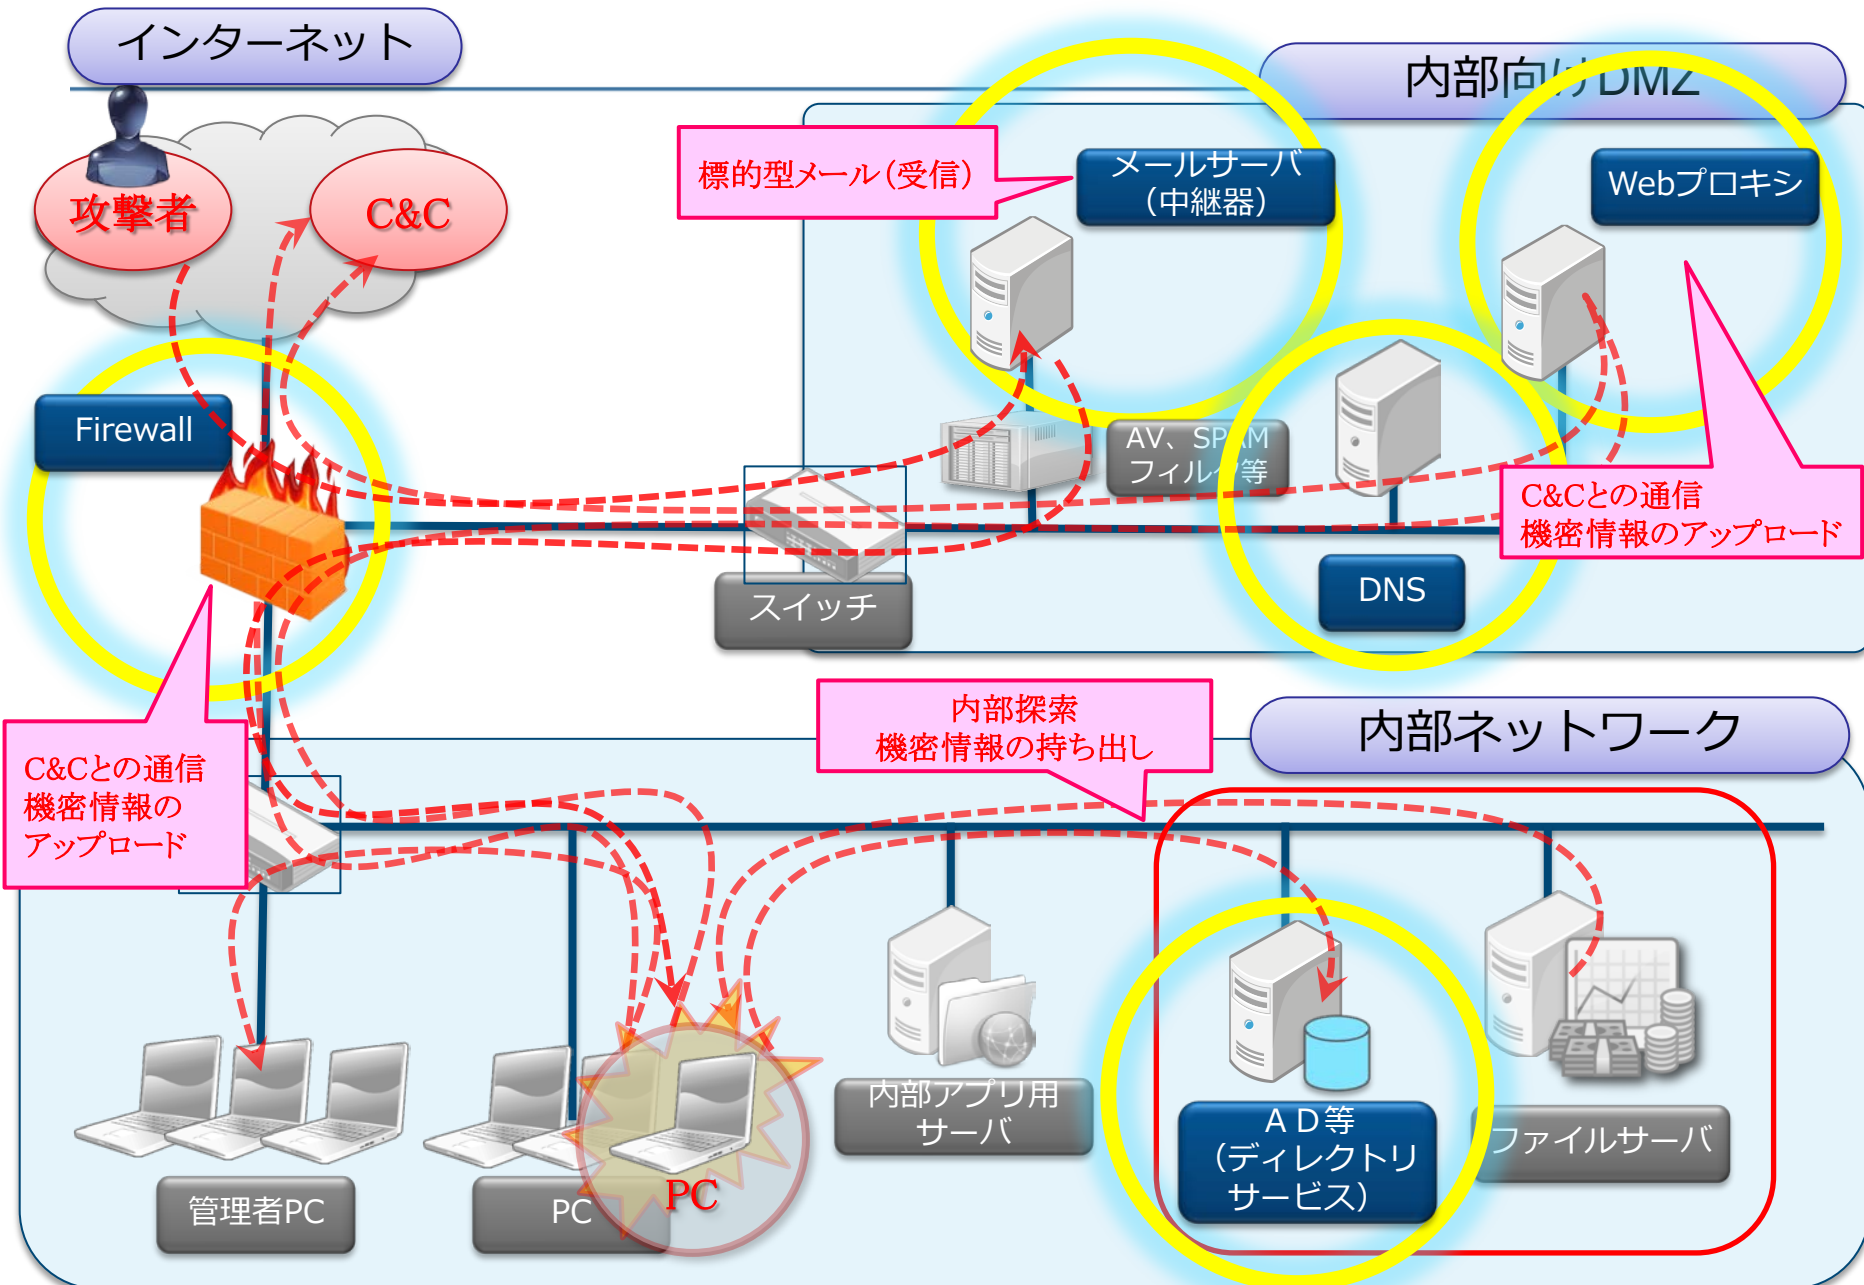 インターネット
内部向けDMZ
攻撃者
C&C
標的型メール（受信）
メールサーバ
（中継器）
Webプロキシ
Firewall
AV、SPAM
フィルタ等
C&Cとの通信
機密情報のアップロード
スイッチ
DNS
内部探索
機密情報の持ち出し
内部ネットワーク
C&Cとの通信
機密情報の
アップロード
内部アプリ用
サーバ
ＡＤ等
（ディレクトリ
サービス）
ファイルサーバ
管理者PC
PC
PC